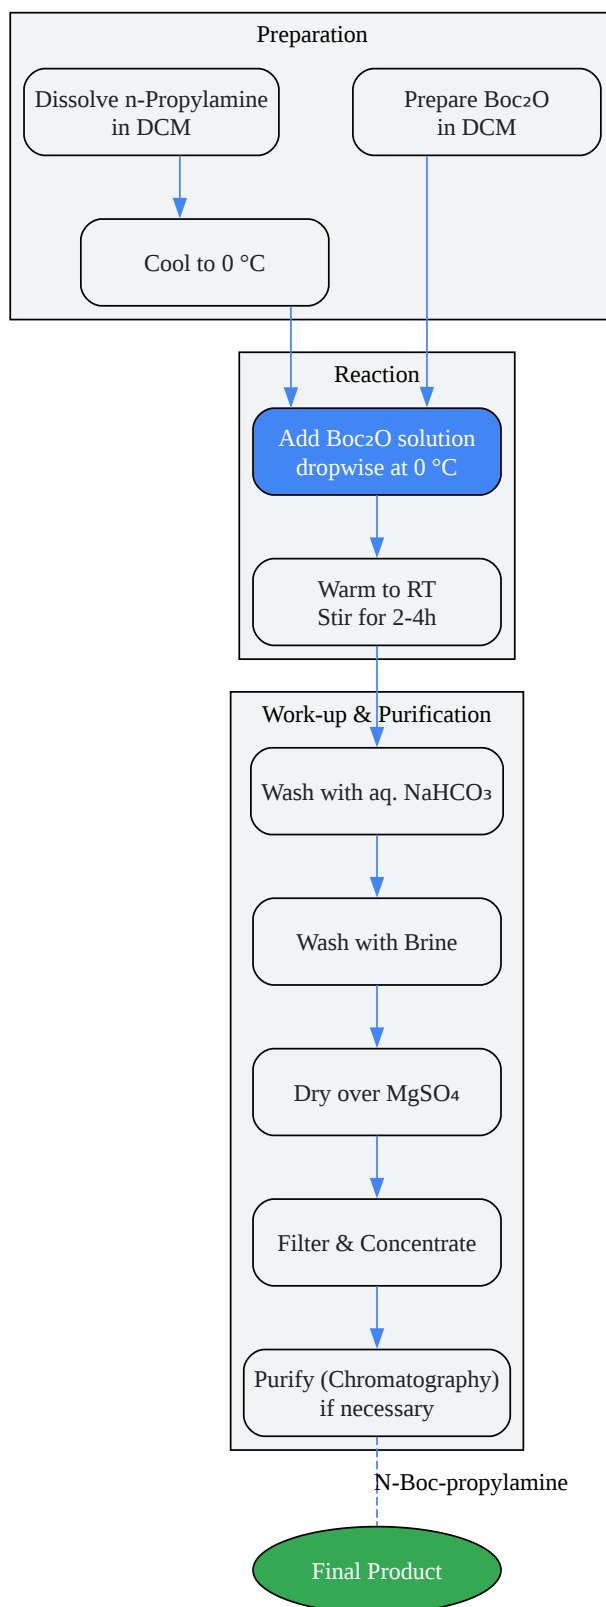 Preparation
Dissolve n-Propylamine
in DCM
Prepare Boc₂O
in DCM
Cool to 0 °C
Reaction
Add Boc₂O solution
dropwise at 0 °C
Warm to RT
Stir for 2-4h
Work-up & Purification
Wash with aq. NaHCO₃
Wash with Brine
Dry over MgSO₄
Filter & Concentrate
Purify (Chromatography)
if necessary
N-Boc-propylamine
Final Product